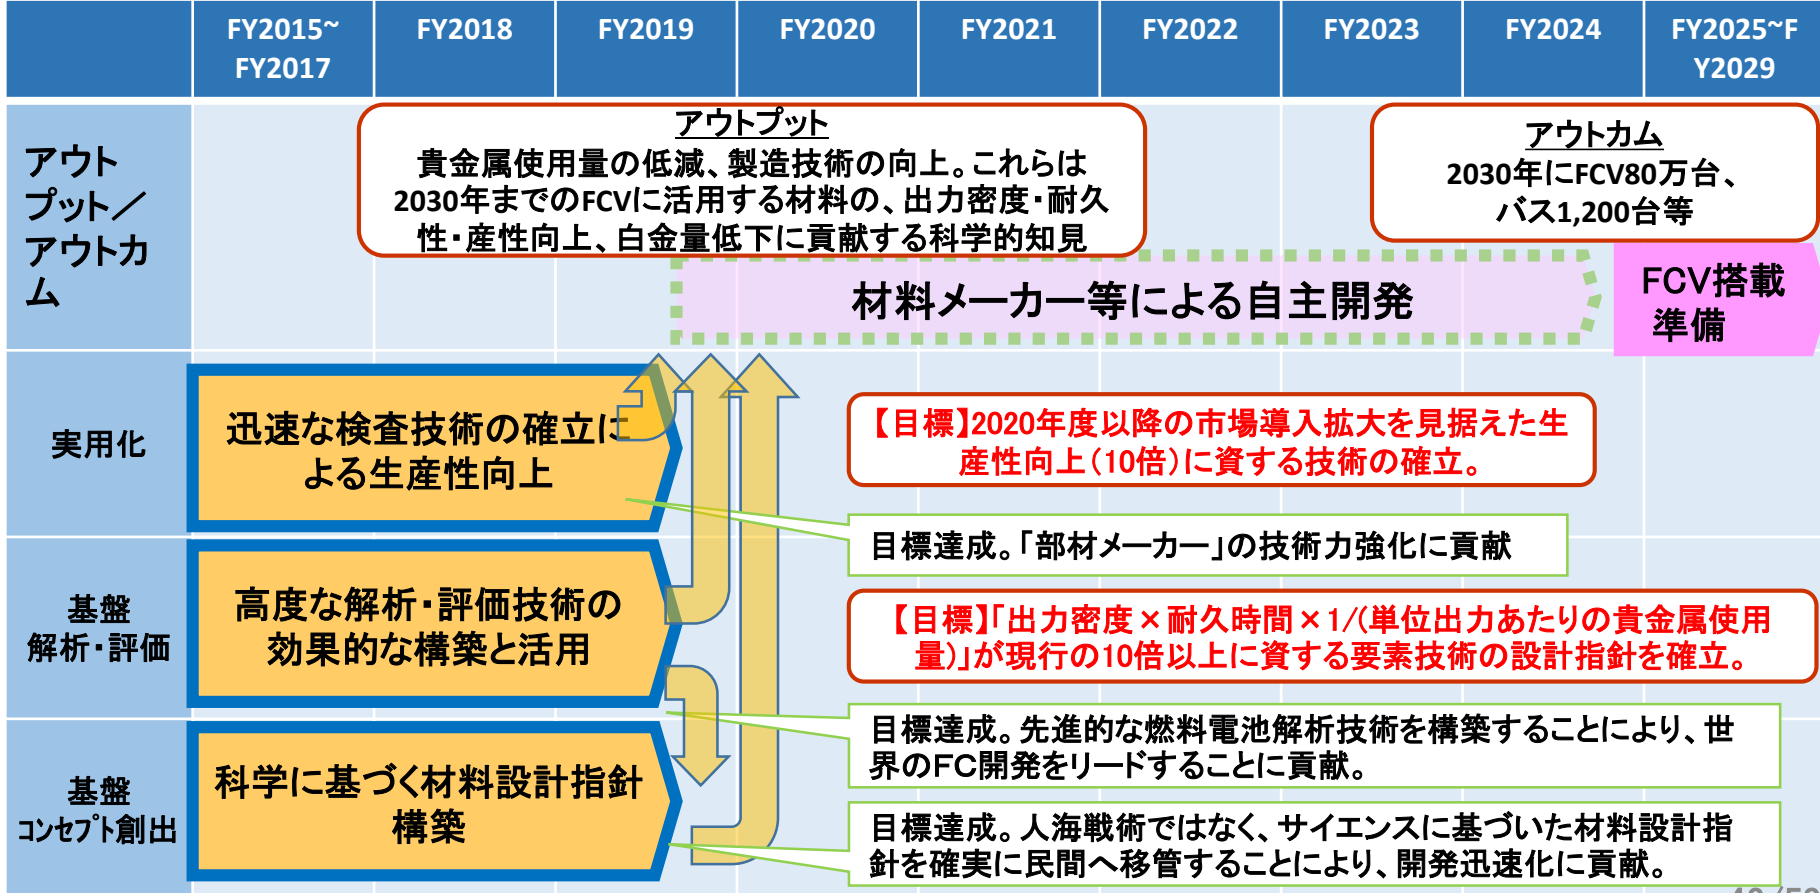 FY2015~
FY2017
FY2018
FY2019
FY2020
FY2021
FY2022
FY2023
FY2024
FY2025~F
Y2029
アウト
プット／
アウトカ
ム
アウトプット
貴金属使用量の低減、製造技術の向上。これらは
2030年までのFCVに活用する材料の、出力密度・耐久
性・産性向上、白金量低下に貢献する科学的知見
アウトカム
2030年にFCV80万台、
バス1,200台等
材料メーカー等による自主開発
FCV搭載
準備
実用化
迅速な検査技術の確立に
よる生産性向上
【目標】2020年度以降の市場導入拡大を見据えた生
産性向上（10倍）に資する技術の確立。
目標達成。「部材メーカー」の技術力強化に貢献
基盤
解析・評価
高度な解析・評価技術の
効果的な構築と活用
【目標】「出力密度×耐久時間×1/(単位出力あたりの貴金属使用
量)」が現行の10倍以上に資する要素技術の設計指針を確立。
目標達成。先進的な燃料電池解析技術を構築することにより、世
界のFC開発をリードすることに貢献。
基盤
コンセプト創出
科学に基づく材料設計指針
構築
目標達成。人海戦術ではなく、サイエンスに基づいた材料設計指
針を確実に民間へ移管することにより、開発迅速化に貢献。